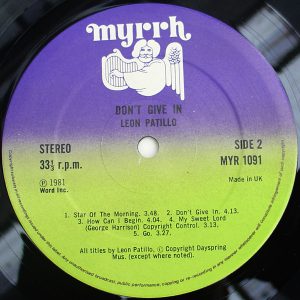 myrrh
DON'T GIVE IN
LEON PATILLO
STEREO
33⅓ r.p.m.
SIDE 2
MYR 1091
Ⓟ 1981
Word Inc.
Made in UK
1. Star Of The Morning. 3.48. 2. Don't Give In. 4.13.
3. How Can I Begin. 4.04. 4. My Sweet Lord
(George Harrison) Copyright Control. 3.13.
5. Go. 3.27.
All titles by Leon Patillo, © Copyright Dayspring
Mus. (except where noted).